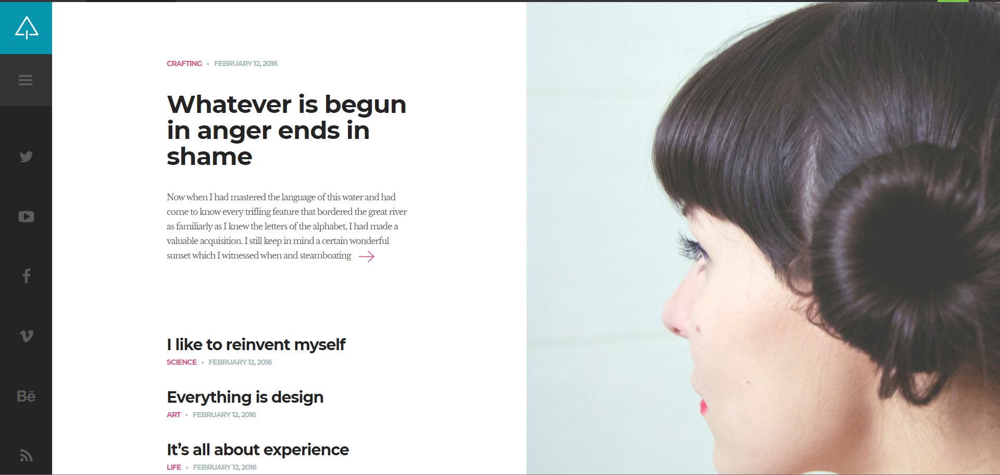 CRAFTING • FEBRUARY 12, 2016
Whatever is begun
in anger ends in
shame
Now when I had mastered the language of this water and had
come to know every trifling feature that bordered the great river
as familiarly as I knew the letters of the alphabet, I had made a
valuable acquisition. I still keep in mind a certain wonderful
sunset which I witnessed when and steamboating
I like to reinvent myself
SCIENCE • FEBRUARY 12, 2016
Everything is design
ART • FEBRUARY 12, 2016
It’s all about experience
LIFE • FEBRUARY 12, 2016
Bē